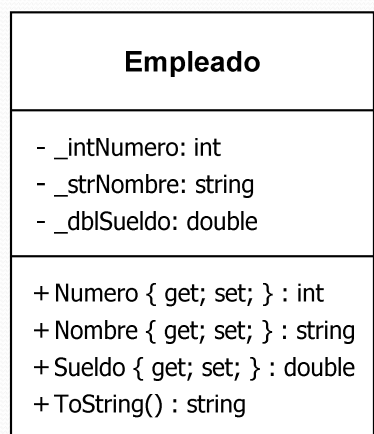 Empleado
- _intNumero: int
- _strNombre: string
- _dblSueldo: double
+ Numero { get; set; } : int
+ Nombre { get; set; } : string
+ Sueldo { get; set; } : double
+ ToString() : string